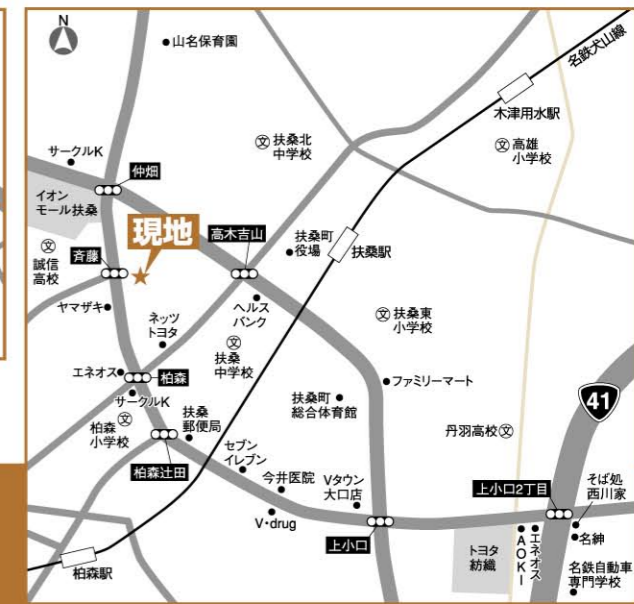 N
山名保育園
名鉄犬山線
木津用水駅
サークルK
仲畑
文 扶桑北
中学校
文 高雄
小学校
イオン
モール扶桑
現地
高木吉山
扶桑町
役場
扶桑駅
文
誠信
高校
斉藤
ヤマザキ
ネッツ
トヨタ
ヘルス
バンク
文
扶桑
中学校
文 扶桑東
小学校
エネオス
柏森
サークルK
ファミリーマート
扶桑町
総合体育館
41
柏森
小学校
文
扶桑
郵便局
丹羽高校文
柏森辻田
セブン
イレブン
今井医院
Vタウン
大口店
上小口2丁目
そば処
西川家
V・drug
上小口
トヨタ
紡織
AOKI
エネオス
名紳
柏森駅
名鉄自動車
専門学校